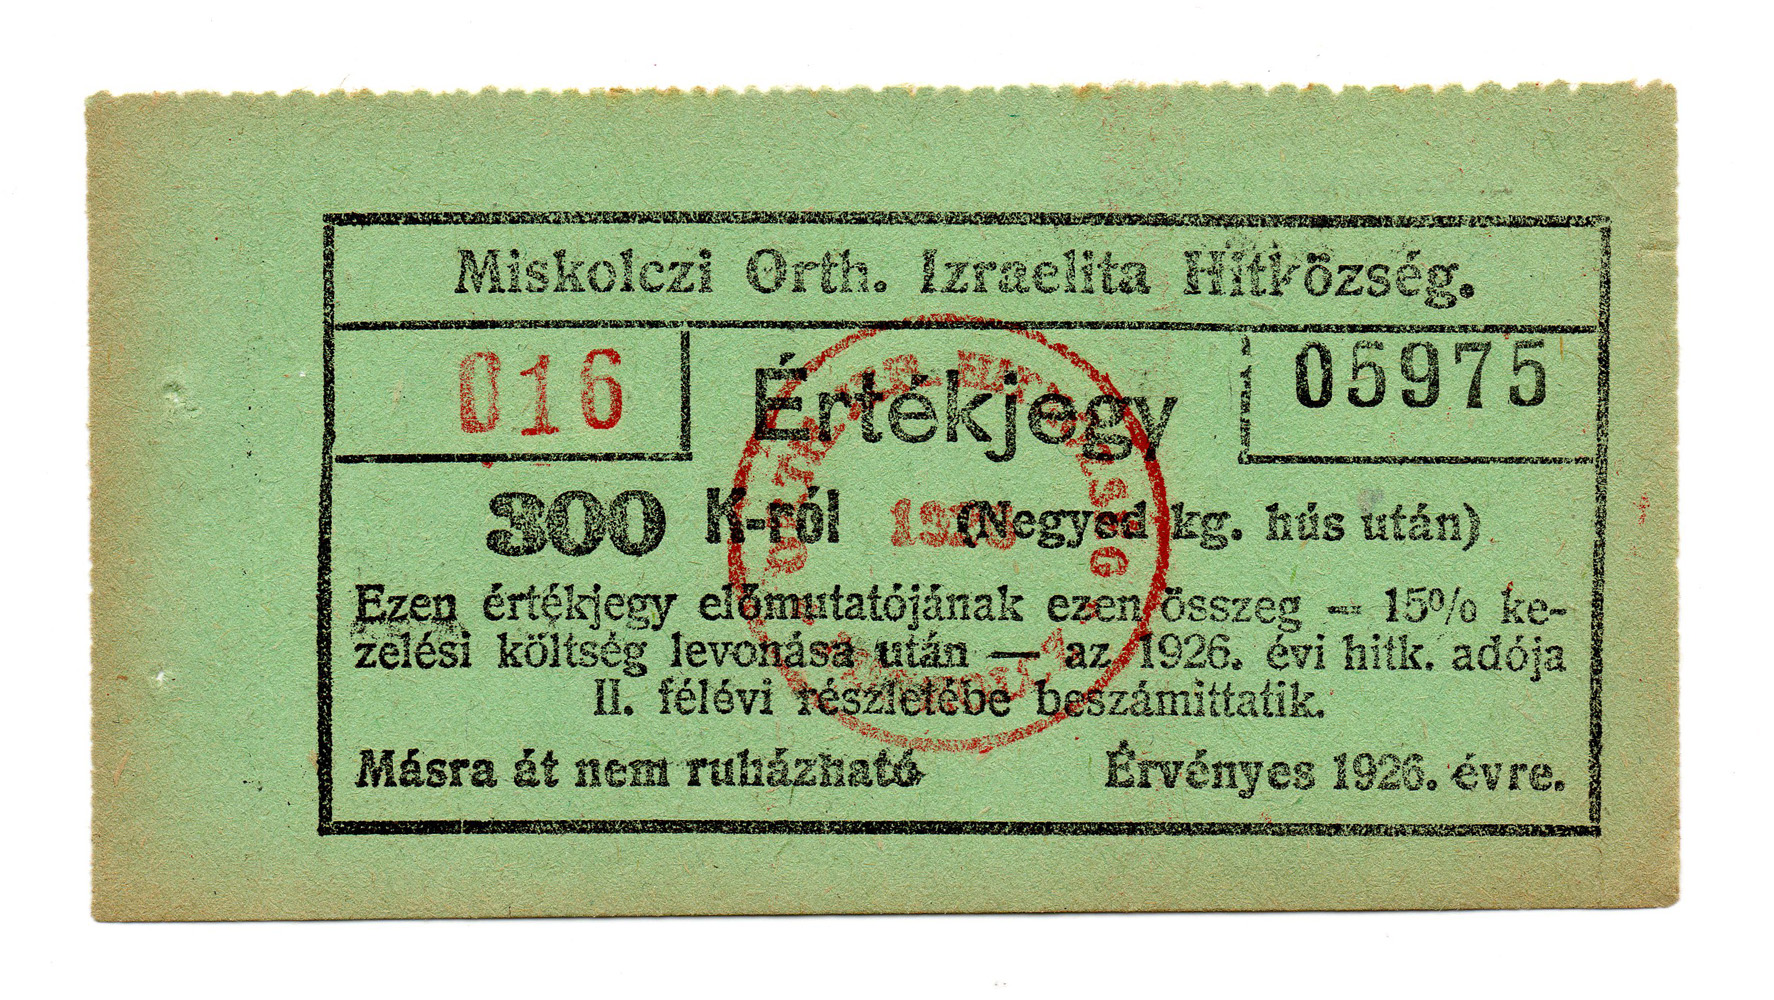 Miskolczi Orth. Izraelita Hitközség.
016 Értékjegy 05975
300 K-ról (Negyed kg. hús után)
Ezen értékjegy előmutatójának ezen összeg — 15% ke-
zelési költség levonása után — az 1926. évi hitk. adója
II. félévi részletébe beszámittatik.
Másra át nem ruházható Érvényes 1926. évre.